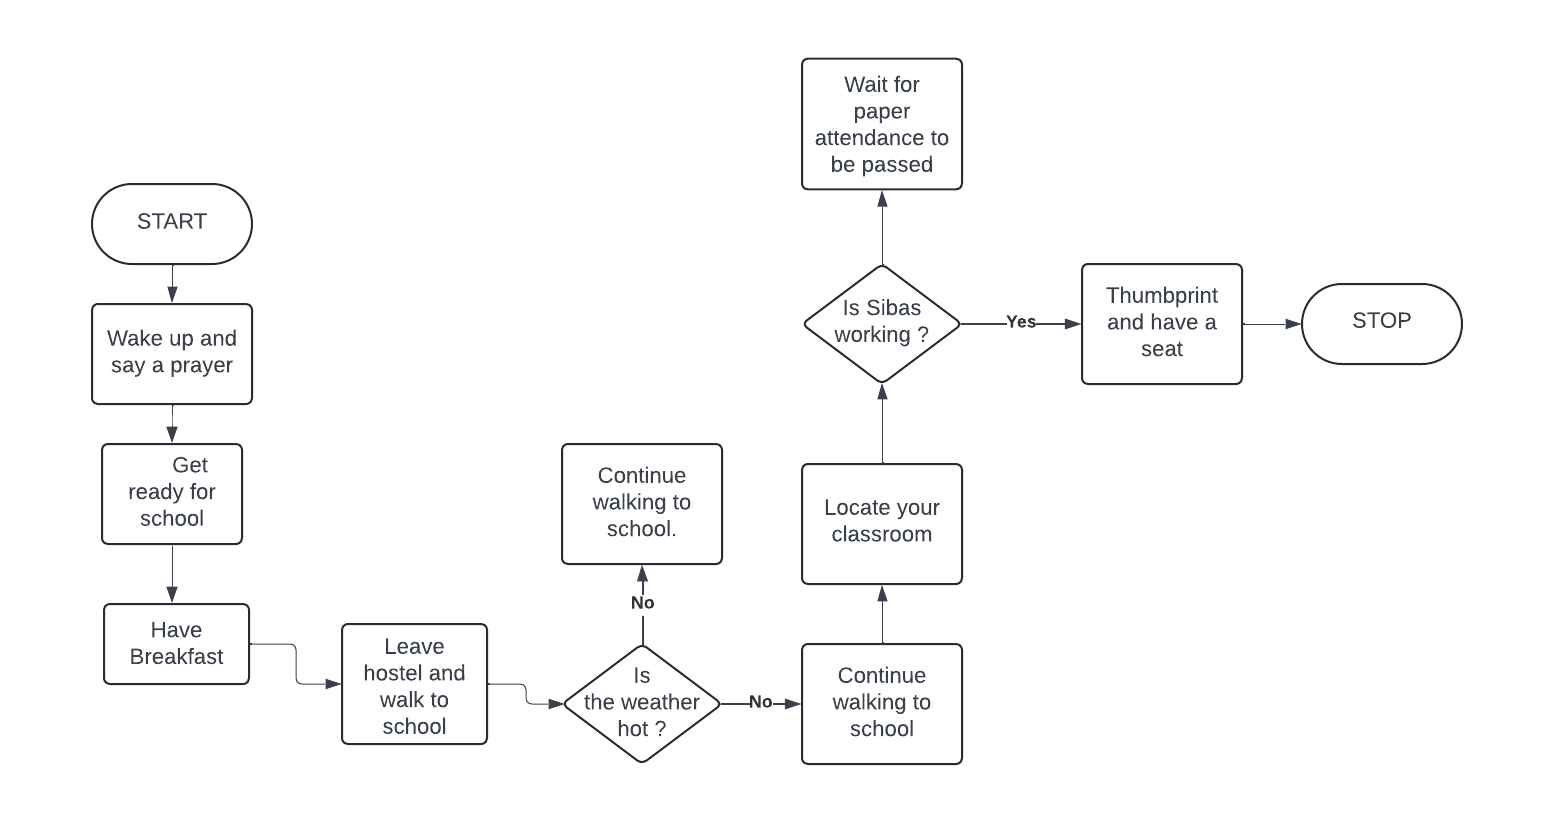 START
Wake up and
say a prayer
Get
ready for
school
Have
Breakfast
Leave
hostel and
walk to
school
Is
the weather
hot ?
No
Continue
walking to
school.
No
Continue
walking to
school
Locate your
classroom
Is Sibas
working ?
Wait for
paper
attendance to
be passed
Yes
Thumbprint
and have a
seat
STOP